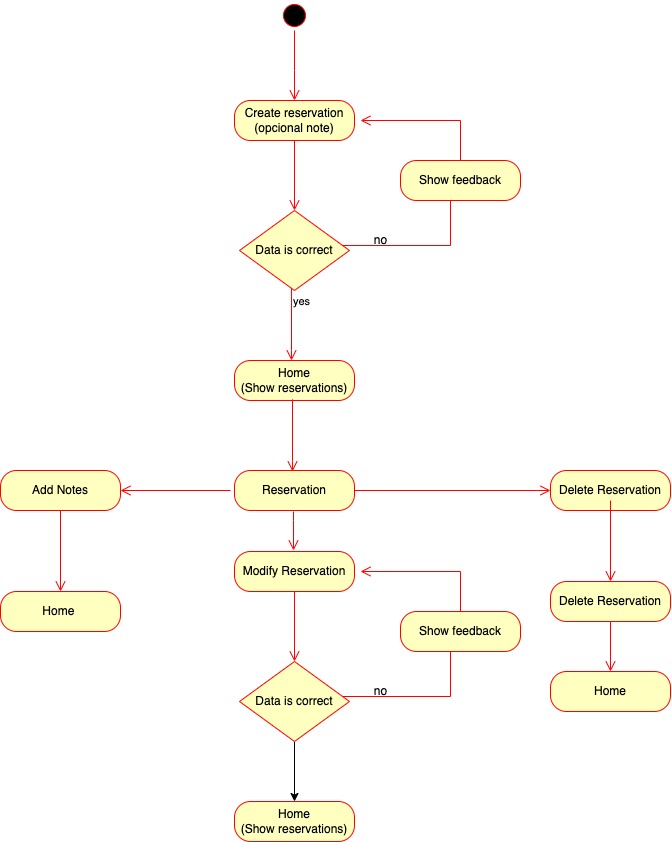 Create reservation
(opcional note)
Show feedback
Data is correct
no
yes
Home
(Show reservations)
Add Notes
Reservation
Delete Reservation
Modify Reservation
Home
Delete Reservation
Show feedback
Data is correct
no
Home
Home
(Show reservations)